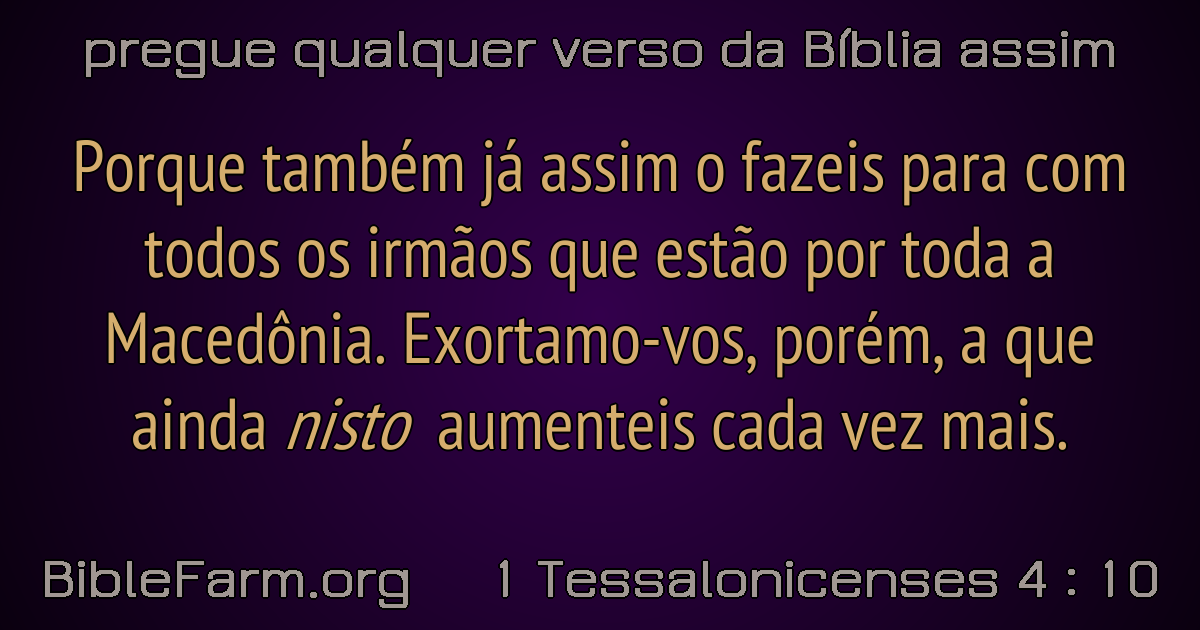 pregue qualquer verso da Bíblia assim
Porque também já assim o fazeis para com
todos os irmãos que estão por toda a
Macedônia. Exortamo-vos, porém, a que
ainda nisto aumenteis cada vez mais.
BibleFarm.org 1 Tessalonicenses 4 : 10